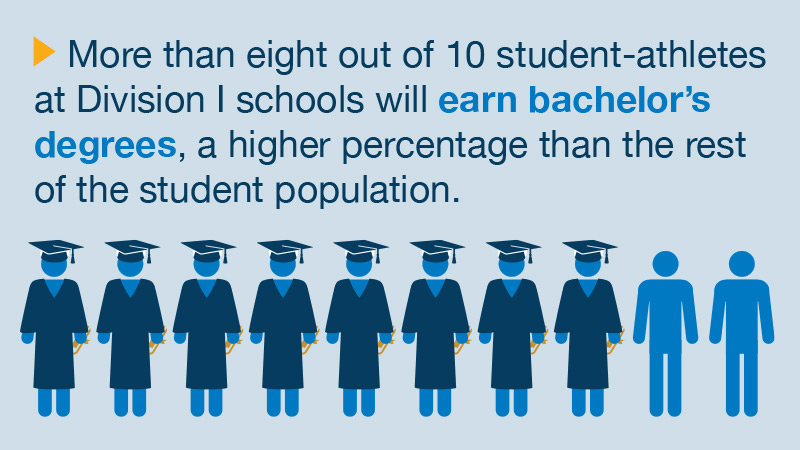 More than eight out of 10 student-athletes
at Division I schools will earn bachelor’s
degrees, a higher percentage than the rest
of the student population.